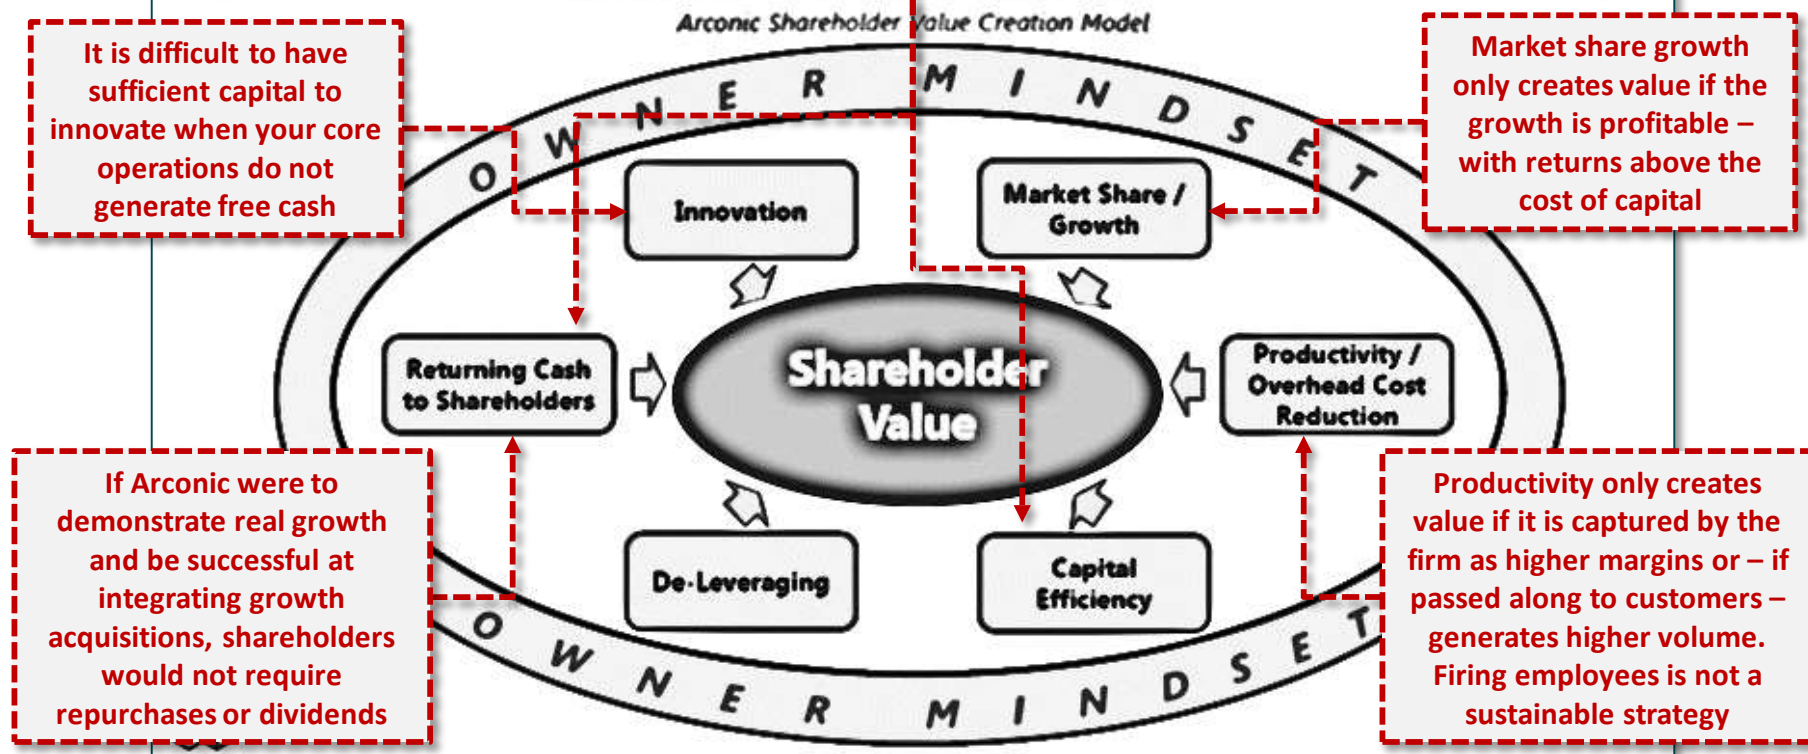 Arconic Shareholder Value Creation Model
It is difficult to have
sufficient capital to
innovate when your core
operations do not
generate free cash
Market share growth
only creates value if the
growth is profitable –
with returns above the
cost of capital
OWNER MINDSET
Innovation
Market Share /
Growth
Returning Cash
to Shareholders
Shareholder
Value
Productivity /
Overhead Cost
Reduction
De-Leveraging
Capital
Efficiency
If Arconic were to
demonstrate real growth
and be successful at
integrating growth
acquisitions, shareholders
would not require
repurchases or dividends
Productivity only creates
value if it is captured by the
firm as higher margins or – if
passed along to customers –
generates higher volume.
Firing employees is not a
sustainable strategy
OWNER MINDSET